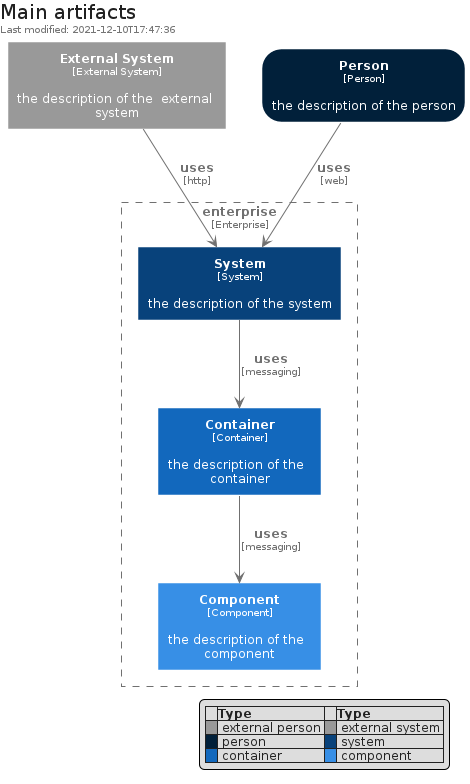 Main artifacts
Last modified: 2021-12-10T17:47:36
External System
[External System]
the description of the  external
system
Person
[Person]
the description of the person
uses
[http]
uses
[web]
enterprise
[Enterprise]
System
[System]
the description of the system
uses
[messaging]
Container
[Container]
the description of the
container
uses
[messaging]
Component
[Component]
the description of the
component
Type Type
external person external system
person system
container component